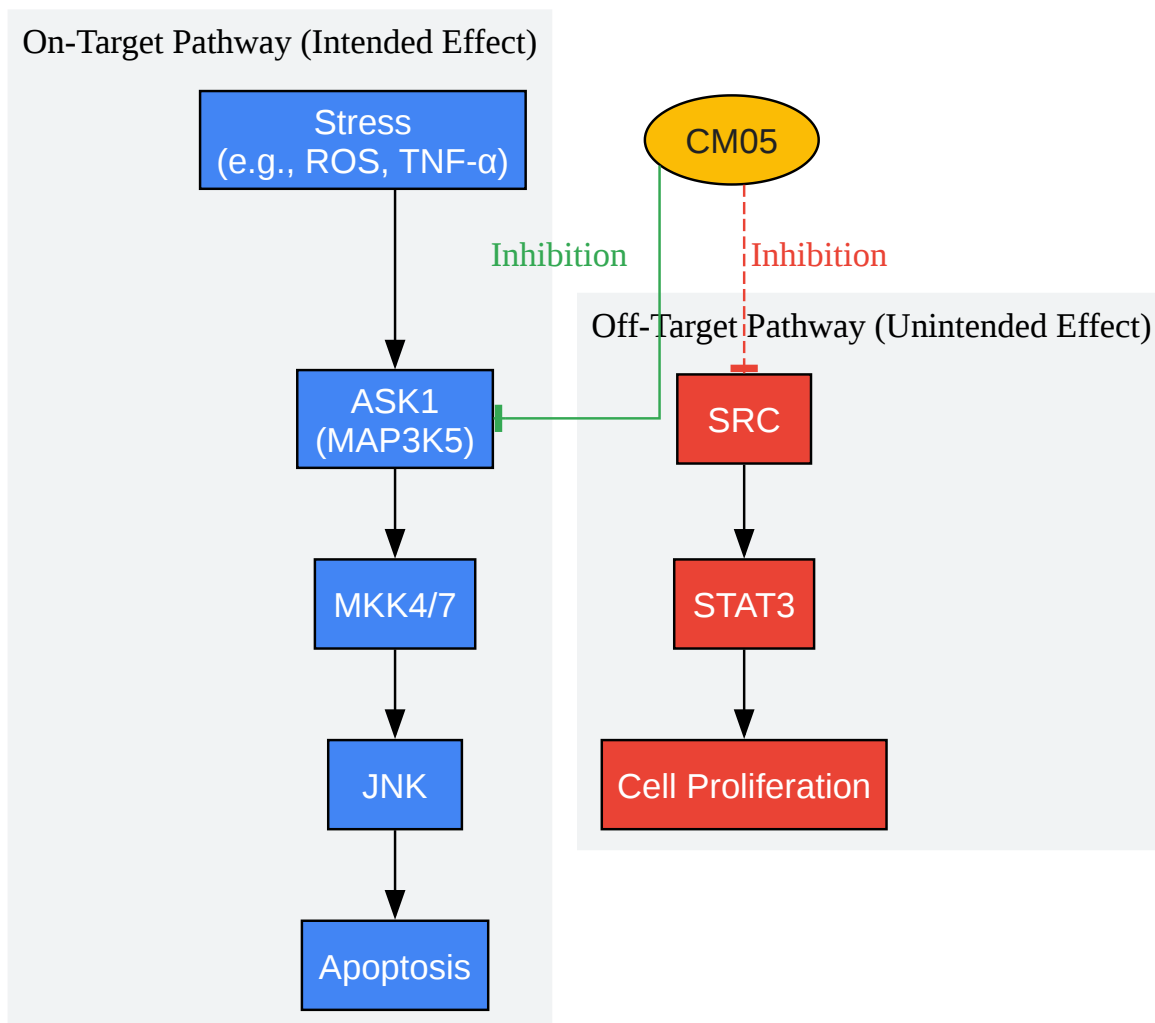 On-Target Pathway (Intended Effect)
Stress
(e.g., ROS, TNF-α)
CM05
Inhibition
Inhibition
Off-Target Pathway (Unintended Effect)
ASK1
(MAP3K5)
SRC
MKK4/7
STAT3
JNK
Cell Proliferation
Apoptosis